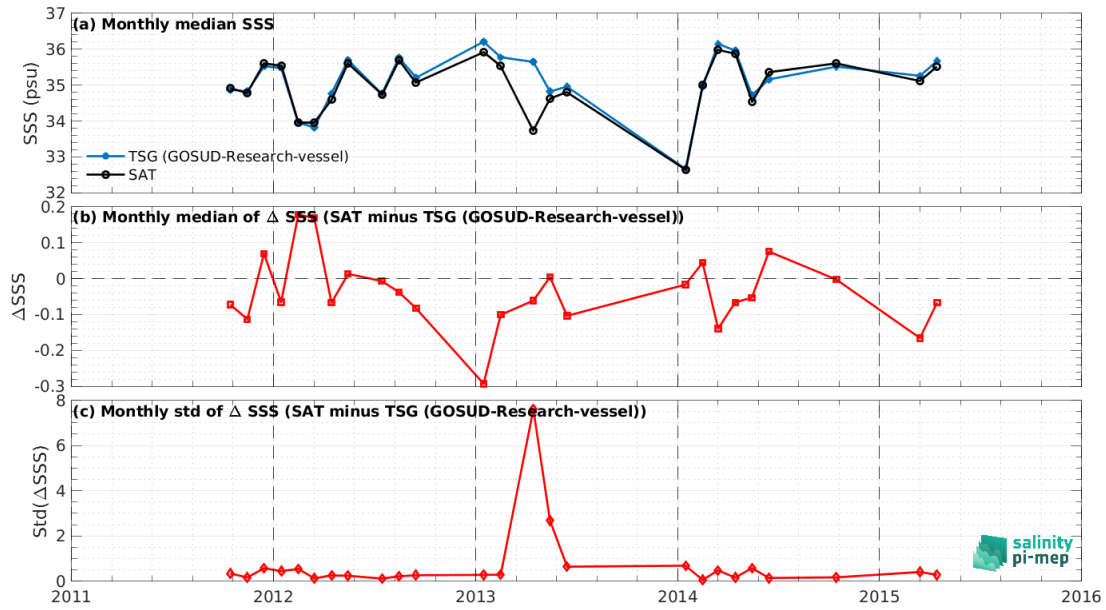 (a) Monthly median SSS
37
36
35
34
33
32
SSS (psu)
TSG (GOSUD-Research-vessel)
SAT
(b) Monthly median of Δ SSS (SAT minus TSG (GOSUD-Research-vessel))
0.2
0.1
0
-0.1
-0.2
-0.3
ΔSSS
(c) Monthly std of Δ SSS (SAT minus TSG (GOSUD-Research-vessel))
8
6
4
2
0
Std(ΔSSS)
salinity
pi-mep
2011 2012 2013 2014 2015 2016